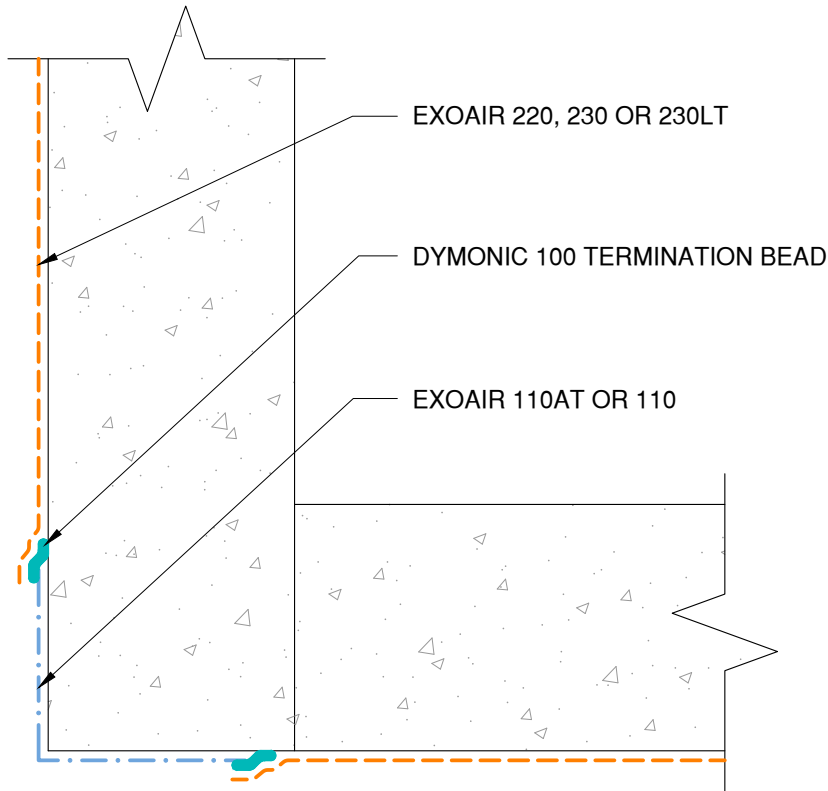 EXOAIR 220, 230 OR 230LT
DYMONIC 100 TERMINATION BEAD
EXOAIR 110AT OR 110